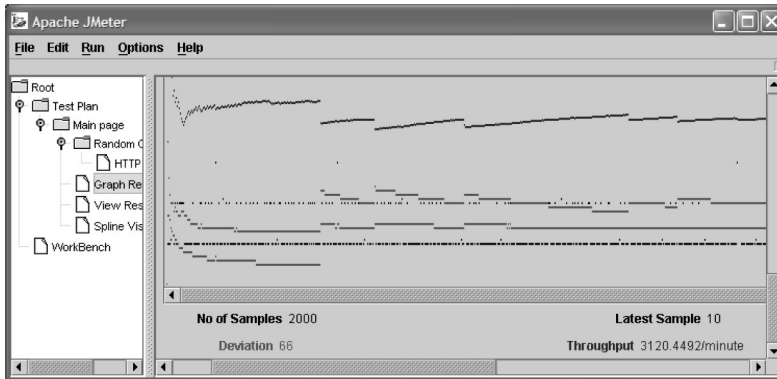 Apache JMeter
File Edit Run Options Help
Root
Test Plan
Main page
Random C
HTTP
Graph Re
View Res
Spline Vis
WorkBench
No of Samples 2000
Latest Sample 10
Deviation 66
Throughput 3120.4492/minute